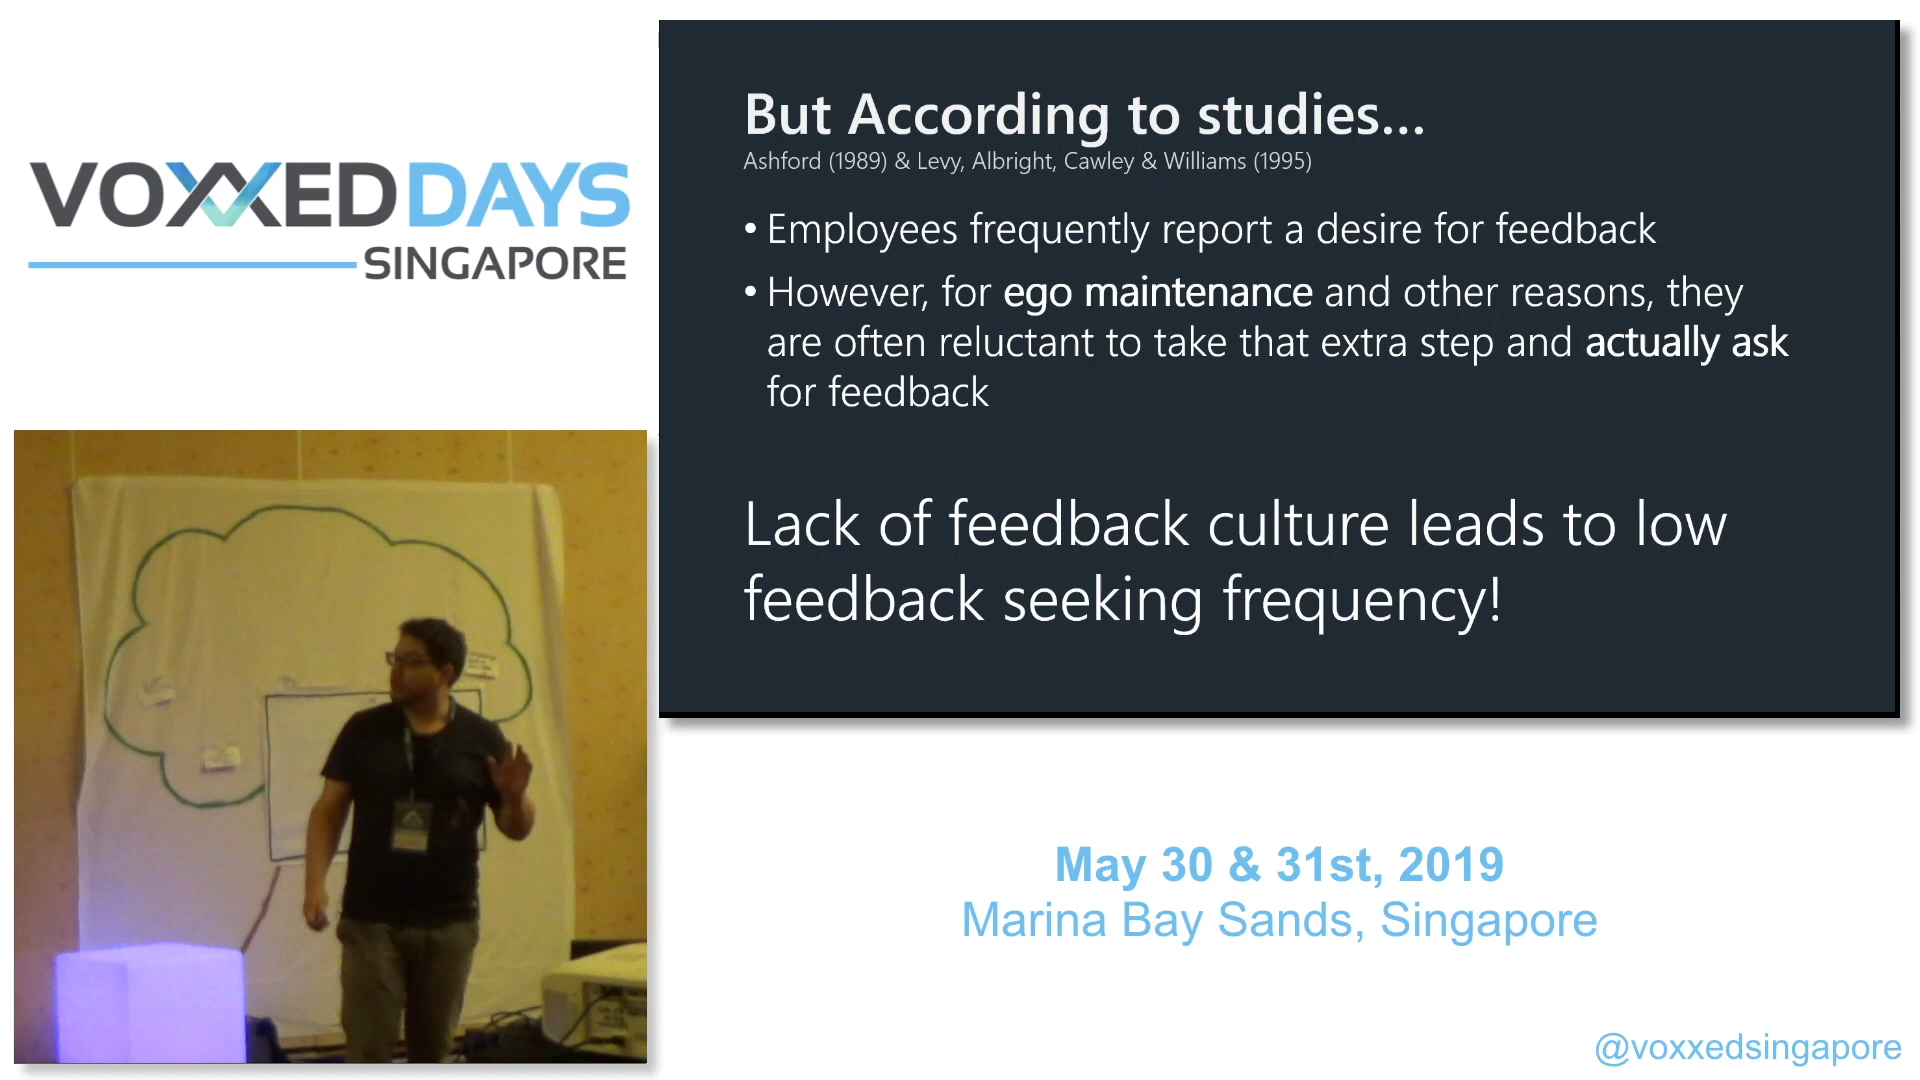 VOXXEDDAYS
SINGAPORE
But According to studies...
Ashford (1989) & Levy, Albright, Cawley & Williams (1995)
• Employees frequently report a desire for feedback
• However, for ego maintenance and other reasons, they
are often reluctant to take that extra step and actually ask
for feedback
Lack of feedback culture leads to low
feedback seeking frequency!
May 30 & 31st, 2019
Marina Bay Sands, Singapore
@voxxedsingapore